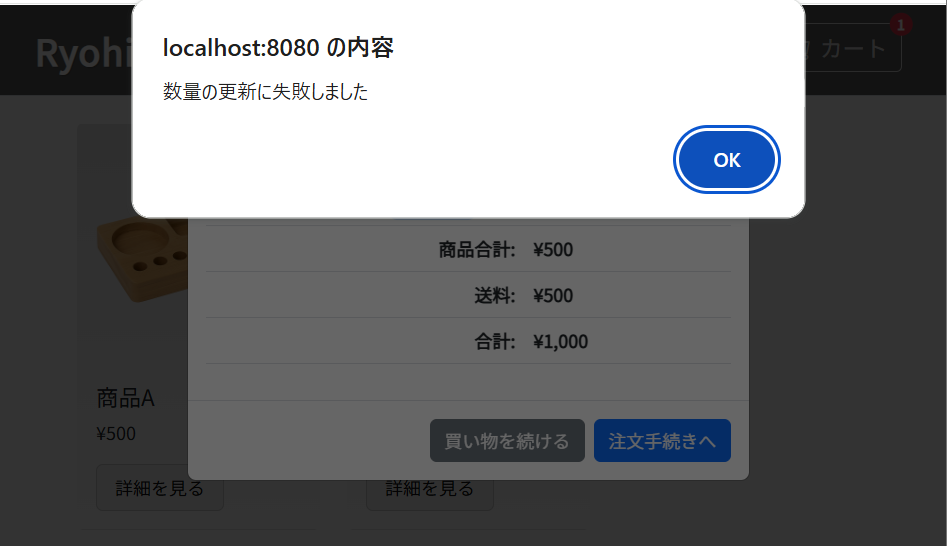 localhost:8080 の内容
数量の更新に失敗しました
OK
Ryohi
カート
1
商品合計: ¥500
送料: ¥500
合計: ¥1,000
買い物を続ける
注文手続きへ
商品A
¥500
詳細を見る
詳細を見る